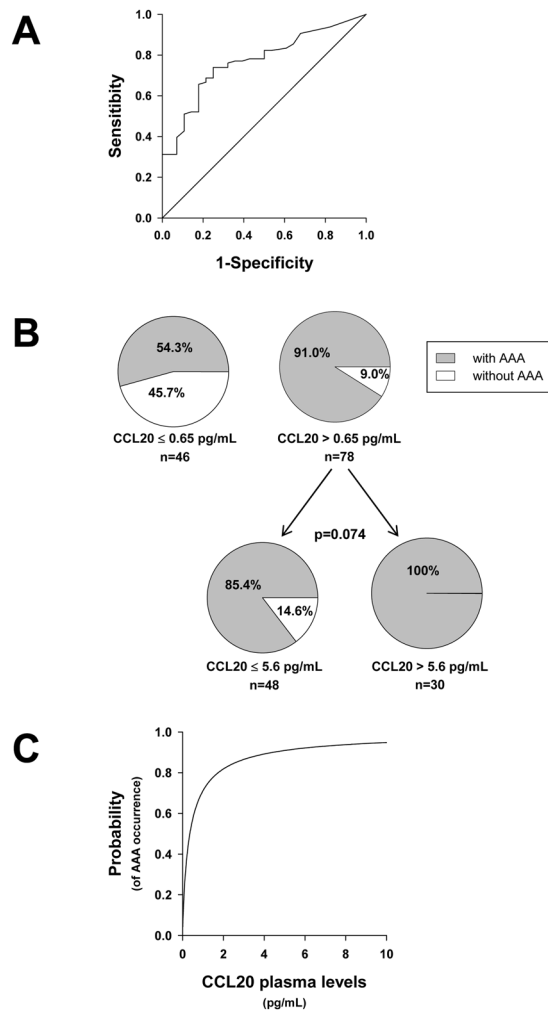 A
1.0
0.8
0.6
0.4
0.2
0.0
Sensitibity
0.0 0.2 0.4 0.6 0.8 1.0
1-Specificity
B
54.3%
45.7%
CCL20 ≤ 0.65 pg/mL
n=46
91.0%
9.0%
CCL20 > 0.65 pg/mL
n=78
with AAA
without AAA
p=0.074
85.4%
14.6%
CCL20 ≤ 5.6 pg/mL
n=48
100%
CCL20 > 5.6 pg/mL
n=30
C
1.0
0.8
0.6
0.4
0.2
0.0
Probability
(of AAA occurrence)
0 2 4 6 8 10
CCL20 plasma levels
(pg/mL)